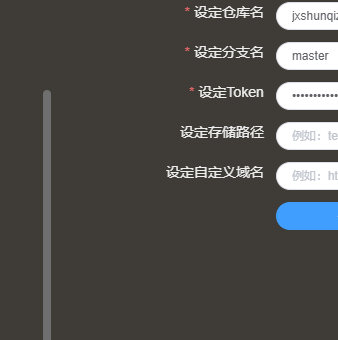 * 设定仓库名 jxshunqiz
* 设定分支名 master
* 设定Token ••••••••••••
设定存储路径 例如：te
设定自定义域名 例如：ht